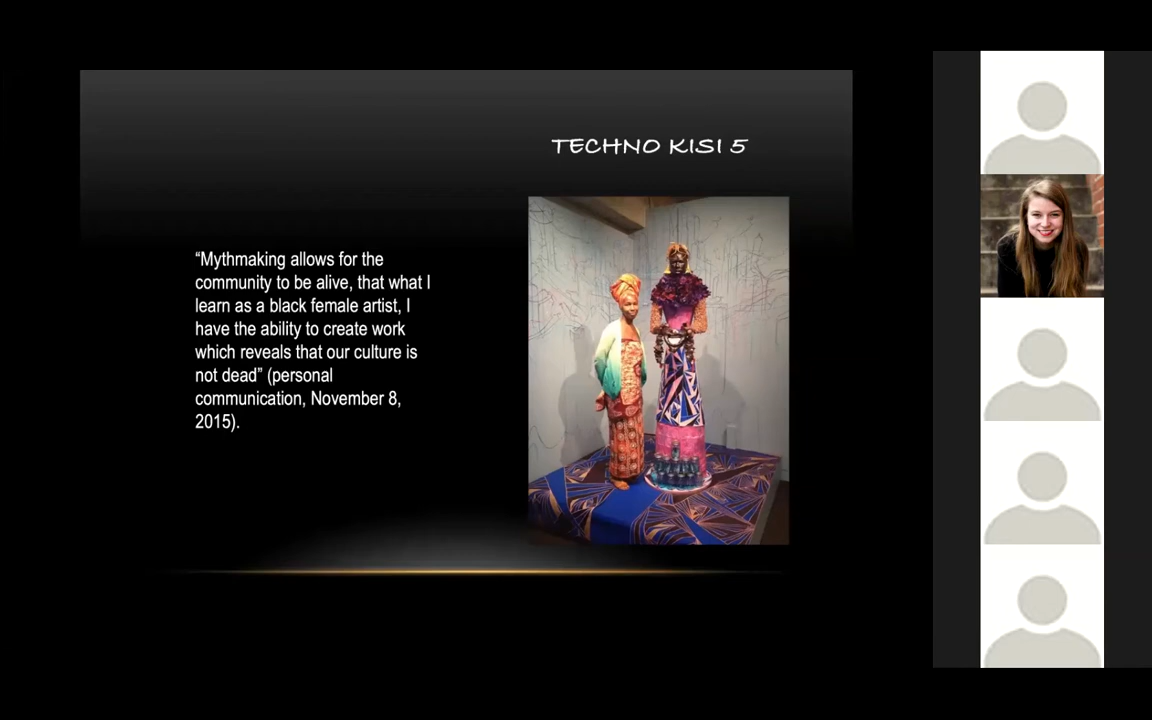 TECHNO KISI 5
“Mythmaking allows for the
community to be alive, that what I
learn as a black female artist, I
have the ability to create work
which reveals that our culture is
not dead” (personal
communication, November 8,
2015).